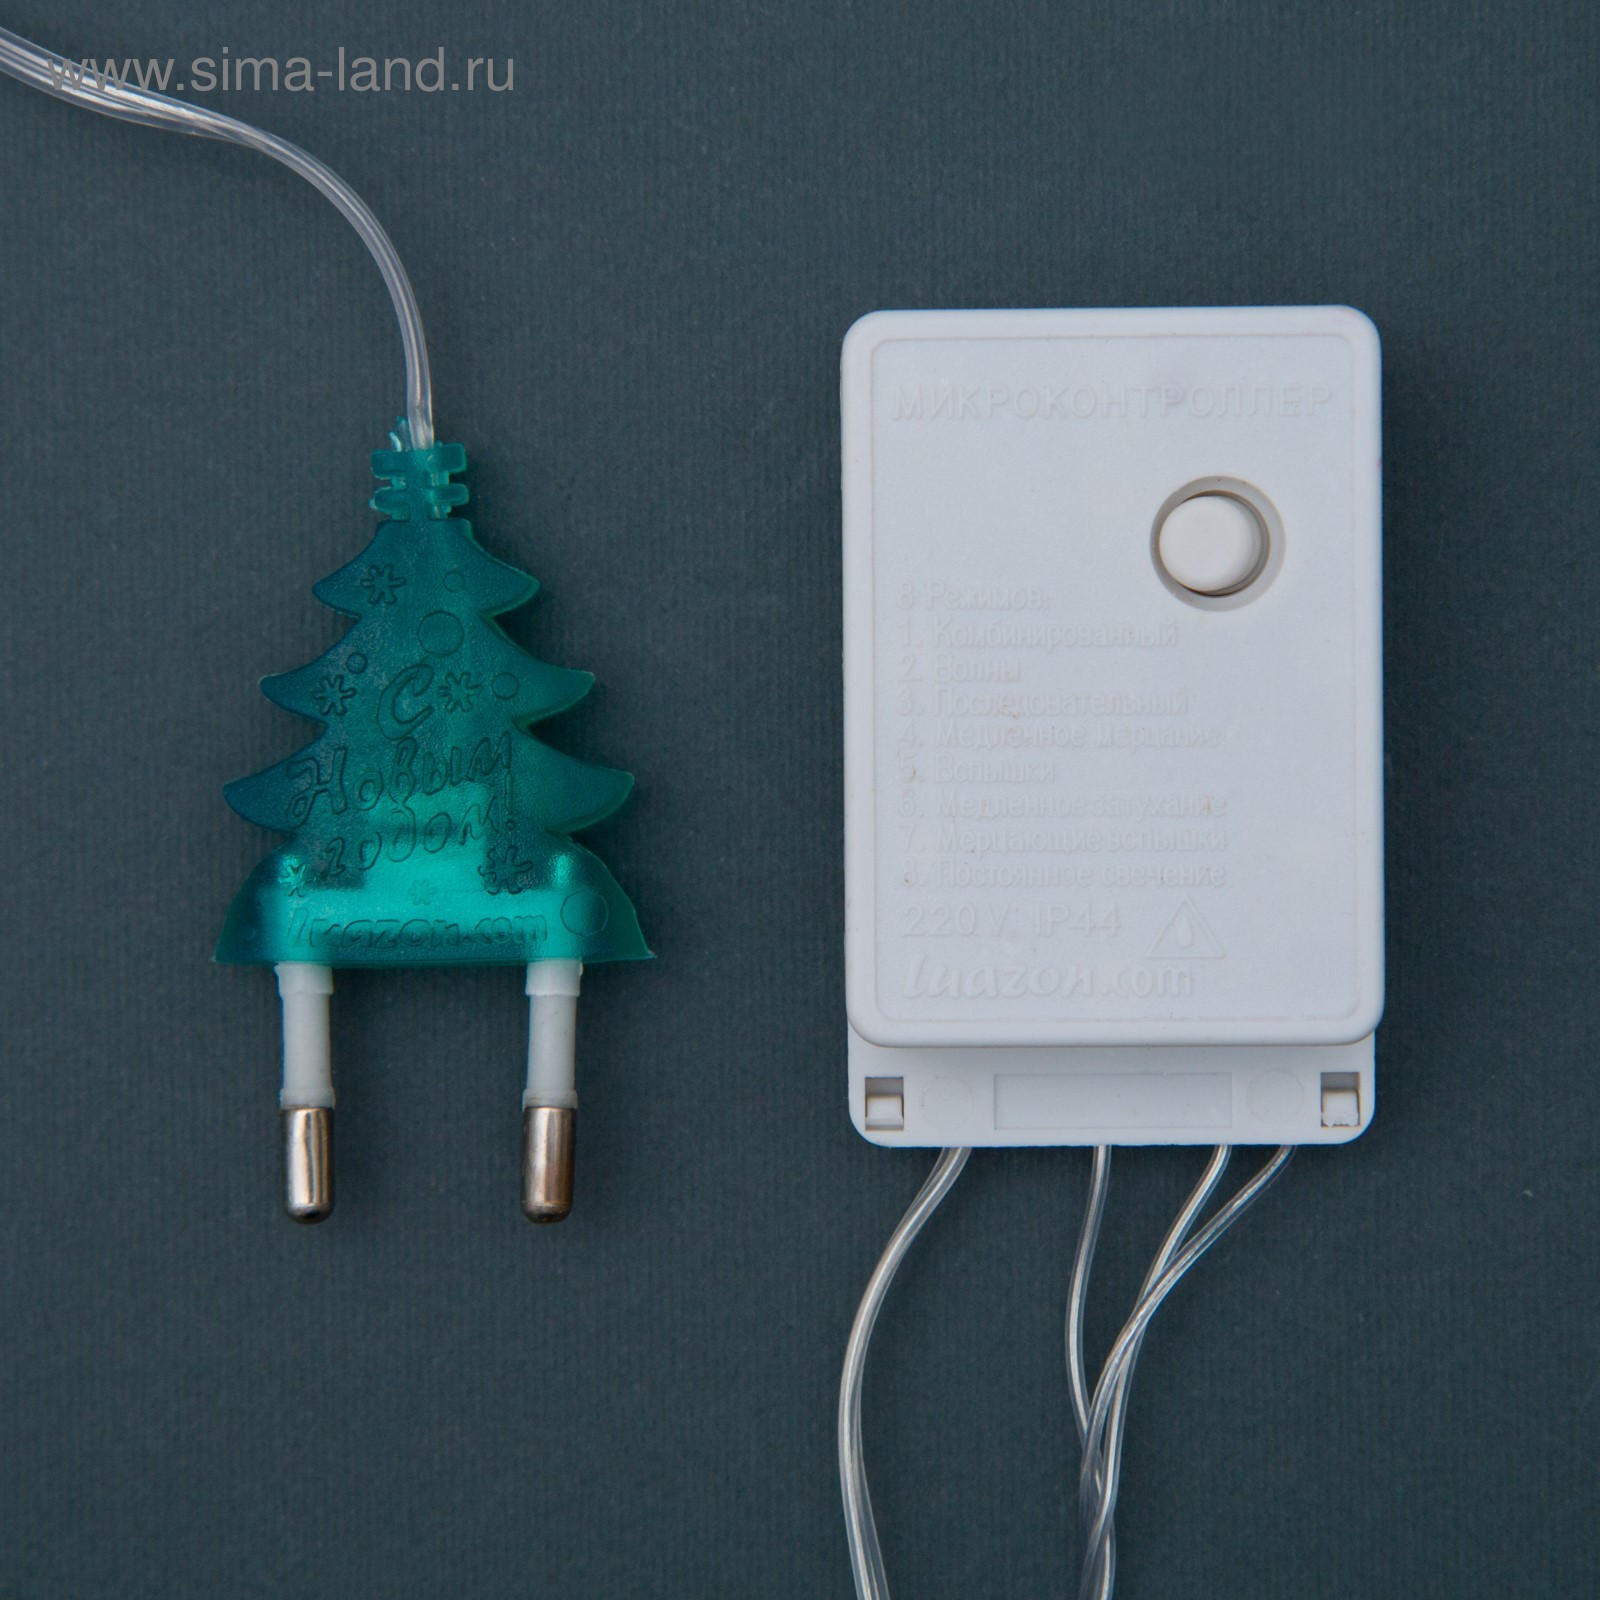 www.sima-land.ru
С
Новым
годом!
luazon.com
МИКРОКОНТРОЛЛЕР
8 Режимов:
1. Комбинированный
2. Волны
3. Последовательный
4. Медленное мерцание
5. Вспышки
6. Медленное затухание
7. Мерцающие вспышки
8. Постоянное свечение
220 V IP44
luazon.com